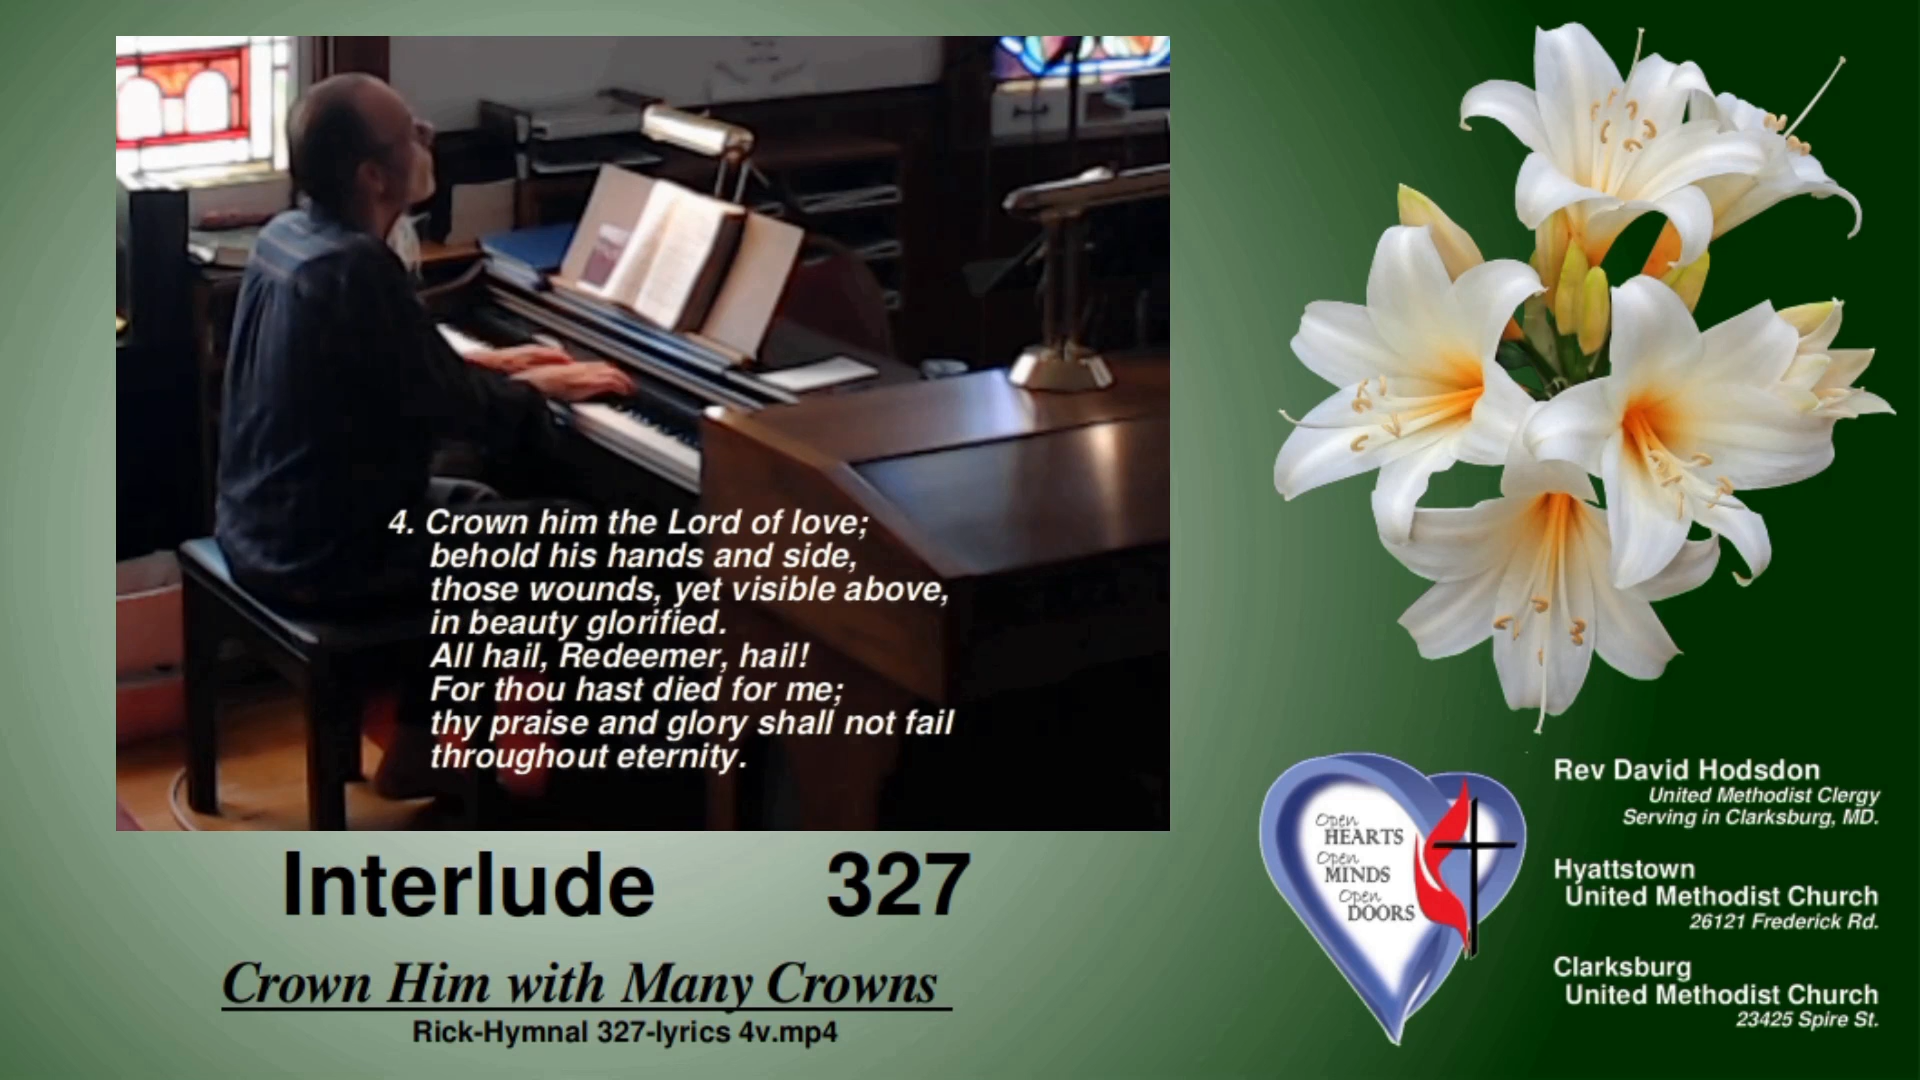 4. Crown him the Lord of love;
behold his hands and side,
those wounds, yet visible above,
in beauty glorified.
All hail, Redeemer, hail!
For thou hast died for me;
thy praise and glory shall not fail
throughout eternity.
Interlude 327
Crown Him with Many Crowns
Rick-Hymnal 327-lyrics 4v.mp4
Open
HEARTS
Open
MINDS
Open
DOORS
Rev David Hodsdon
United Methodist Clergy
Serving in Clarksburg, MD.
Hyattstown
United Methodist Church
26121 Frederick Rd.
Clarksburg
United Methodist Church
23425 Spire St.